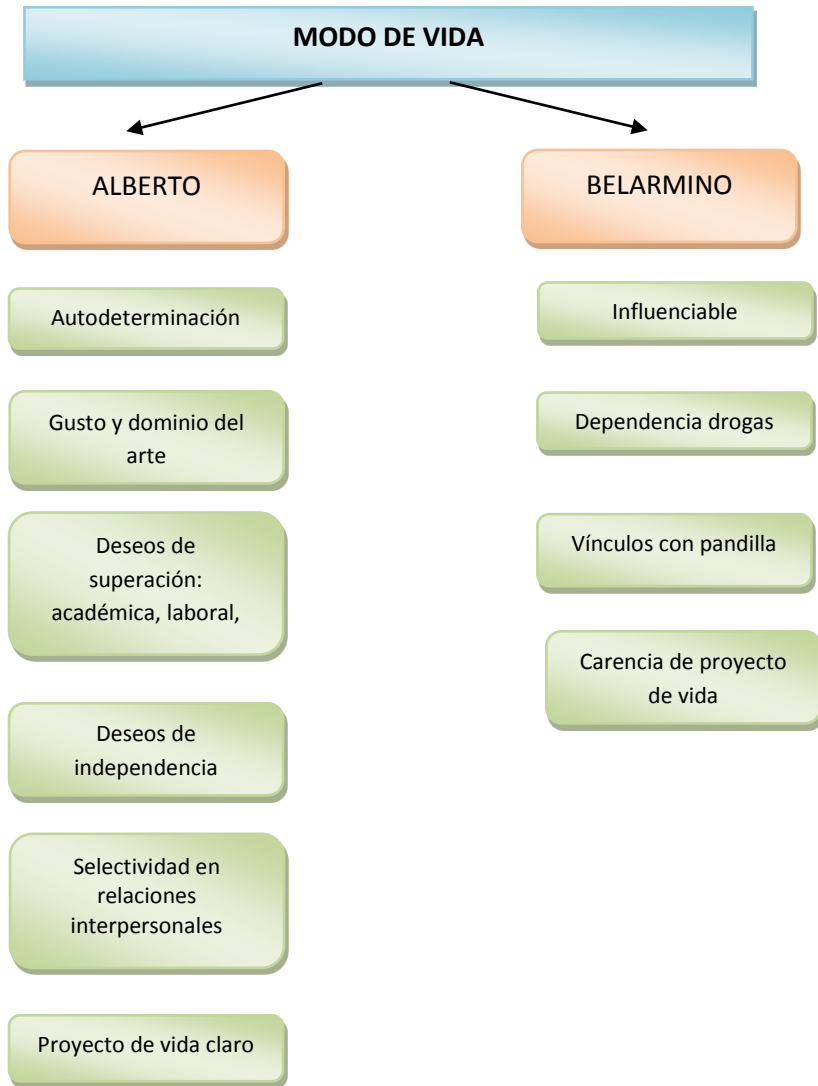 MODO DE VIDA
ALBERTO
BELARMINO
Autodeterminación
Gusto y dominio del
arte
Deseos de
superación:
académica, laboral,
Deseos de
independencia
Selectividad en
relaciones
interpersonales
Proyecto de vida claro
Influenciable
Dependencia drogas
Vínculos con pandilla
Carencia de proyecto
de vida